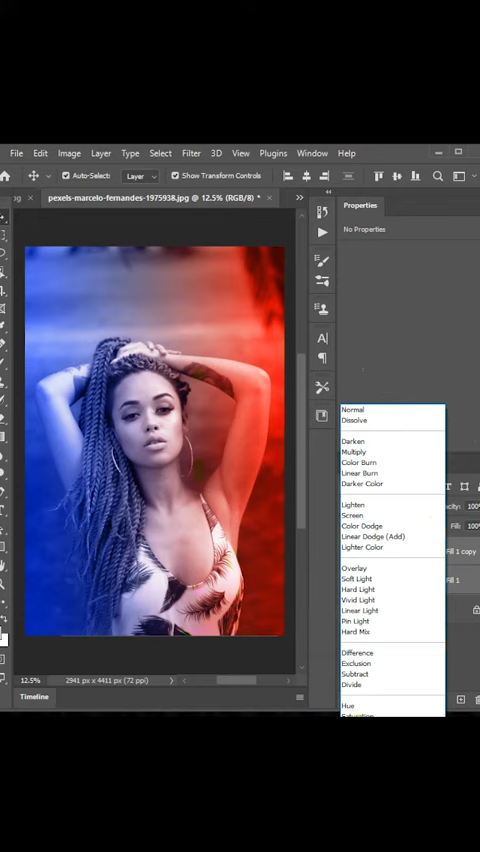 File Edit Image Layer Type Select Filter 3D View Plugins Window Help
Auto-Select: Layer Show Transform Controls
pexels-marcelo-fernandes-1975938.jpg @ 12.5% (RGB/8) *
Properties
No Properties
Normal
Dissolve
Darken
Multiply
Color Burn
Linear Burn
Darker Color
Lighten
Screen
Color Dodge
Linear Dodge (Add)
Lighter Color
Overlay
Soft Light
Hard Light
Vivid Light
Linear Light
Pin Light
Hard Mix
Difference
Exclusion
Subtract
Divide
Hue
Fill:
Fill 1 copy
Fill 1
12.5% 2941 px x 4411 px (72 ppi)
Timeline